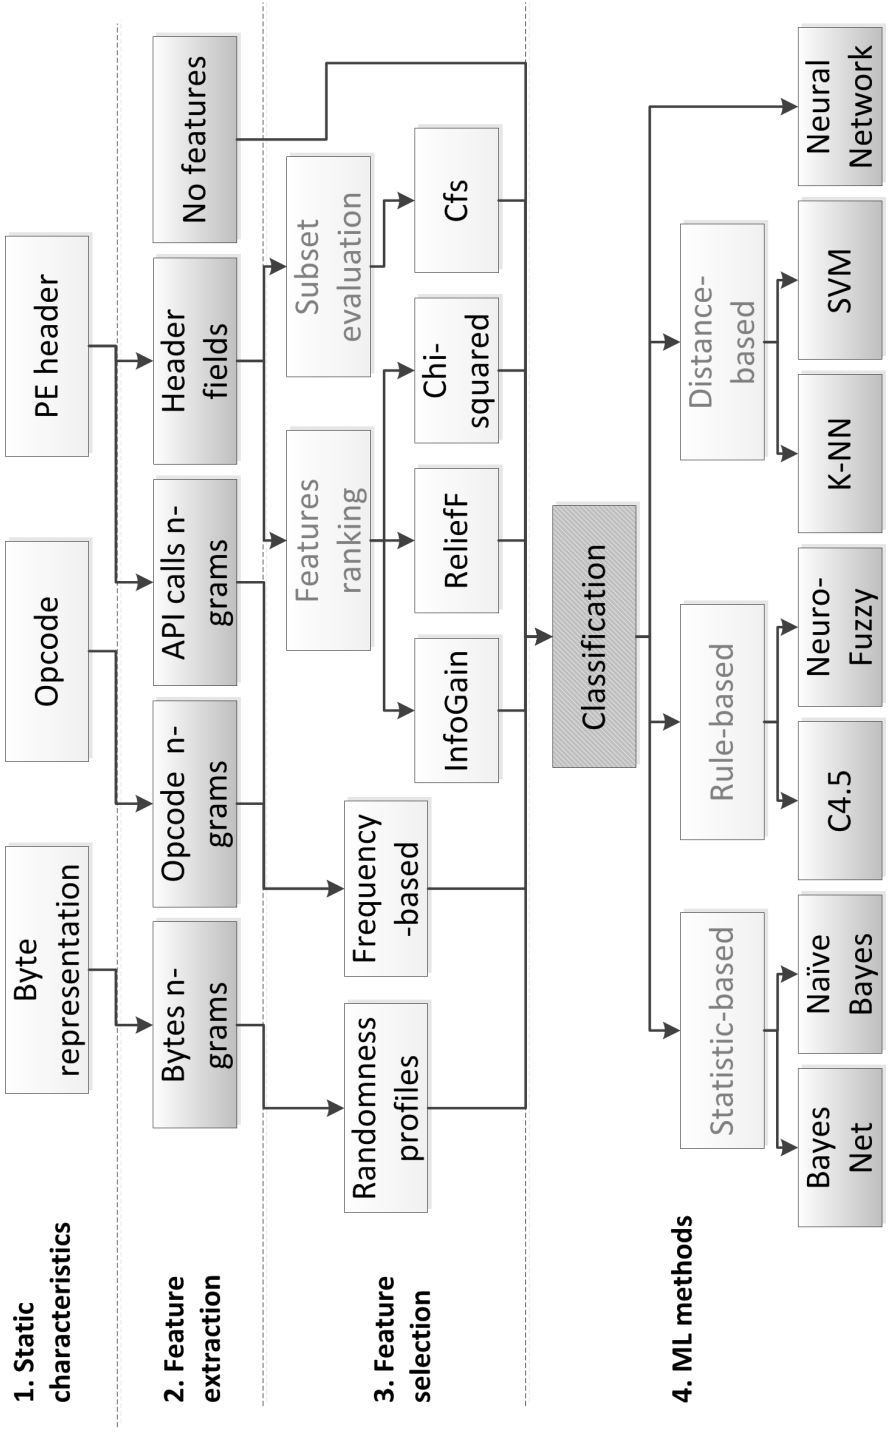 1. Static
characteristics
Byte
representation
Opcode
PE header
2. Feature
extraction
Bytes n-
grams
Opcode n-
grams
API calls n-
grams
Header
fields
No features
3. Feature
selection
Randomness
profiles
Frequency
-based
Features
ranking
Subset
evaluation
InfoGain
ReliefF
Chi-
squared
Cfs
Classification
4. ML methods
Statistic-based
Rule-based
Distance-
based
Bayes
Net
Naïve
Bayes
C4.5
Neuro-
Fuzzy
K-NN
SVM
Neural
Network